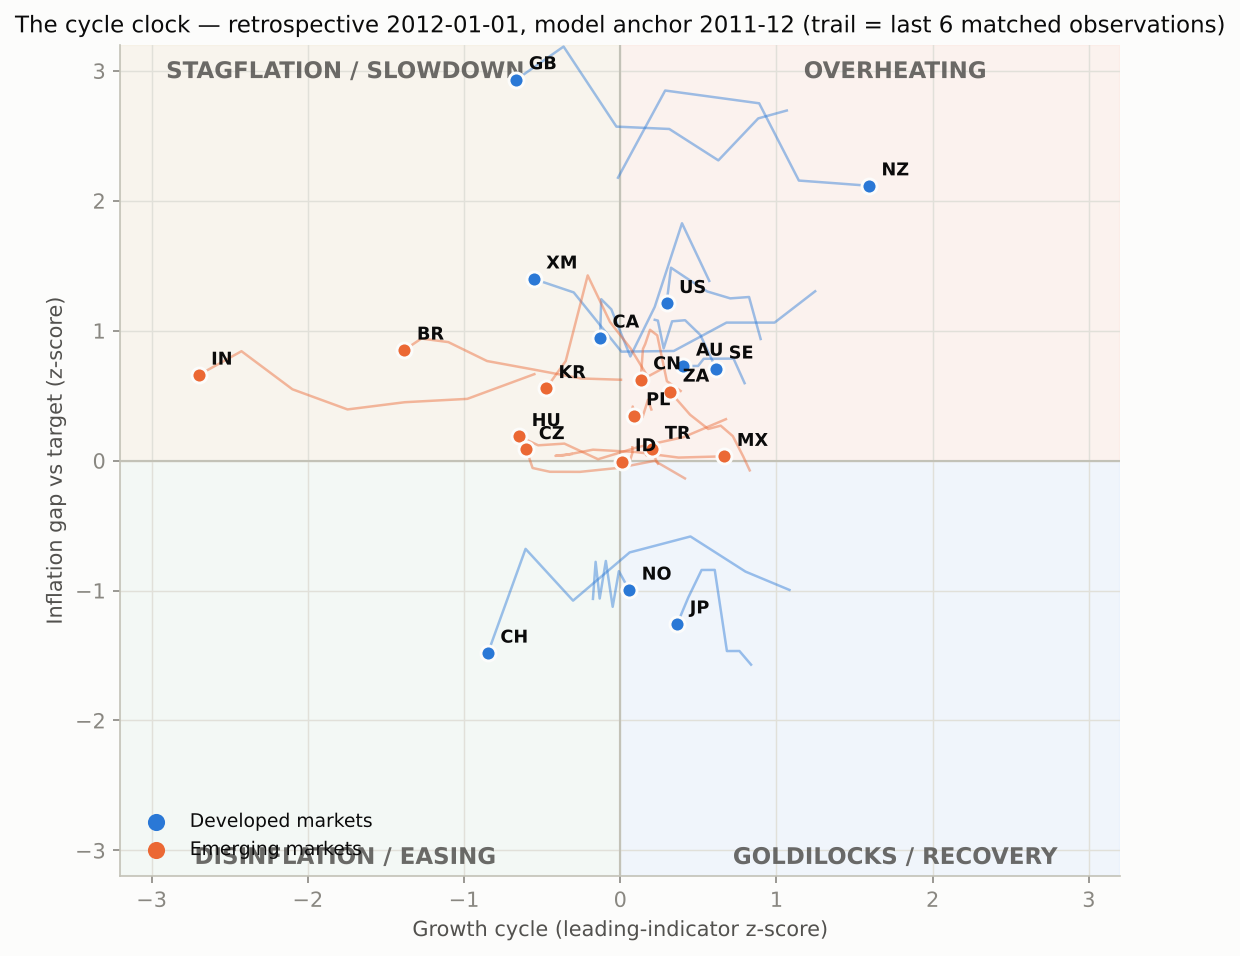 The cycle clock — retrospective 2012-01-01, model anchor 2011-12 (trail = last 6 matched observations)
STAGFLATION / SLOWDOWN
OVERHEATING
GB
NZ
XM
US
CA
BR
AU
SE
IN
KR
CN
ZA
PL
HU
CZ
TR
ID
MX
NO
JP
CH
Developed markets
Emerging markets
DISINFLATION / EASING
GOLDILOCKS / RECOVERY
3
2
1
0
−1
−2
−3
−3
−2
−1
0
1
2
3
Inflation gap vs target (z-score)
Growth cycle (leading-indicator z-score)